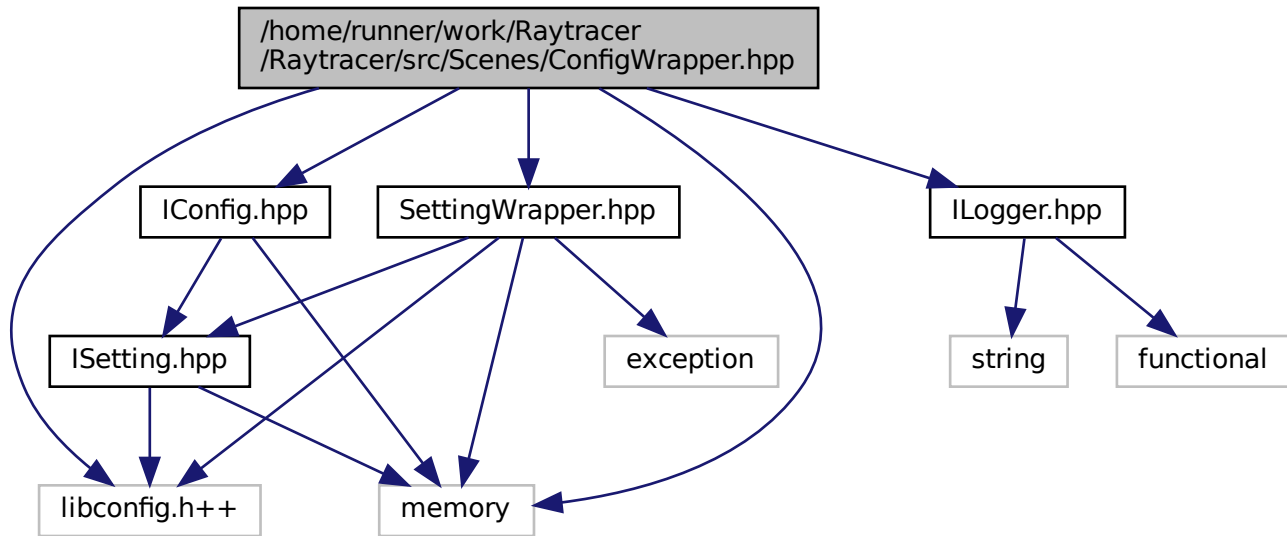 /home/runner/work/Raytracer
/Raytracer/src/Scenes/ConfigWrapper.hpp
IConfig.hpp
SettingWrapper.hpp
ILogger.hpp
ISetting.hpp
exception
string
functional
libconfig.h++
memory